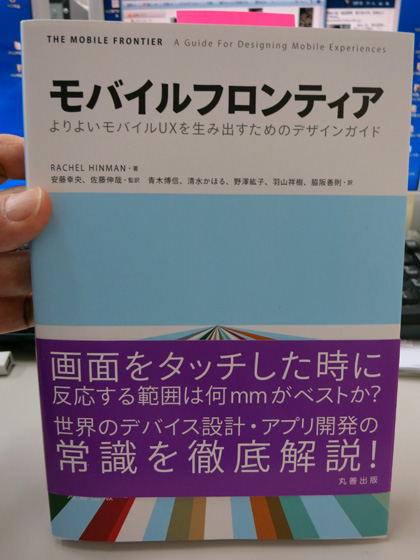 THE MOBILE FRONTIER A Guide For Designing Mobile Experiences
モバイルフロンティア
よりよいモバイルUXを生み出すためのデザインガイド
RACHEL HINMAN・著
安藤幸央、佐藤伸哉・監訳 青木博信、清水かほる、野澤紘子、羽山祥樹、脇阪善則・訳
画面をタッチした時に
反応する範囲は何mmがベストか?
世界のデバイス設計・アプリ開発の
常識を徹底解説!
丸善出版